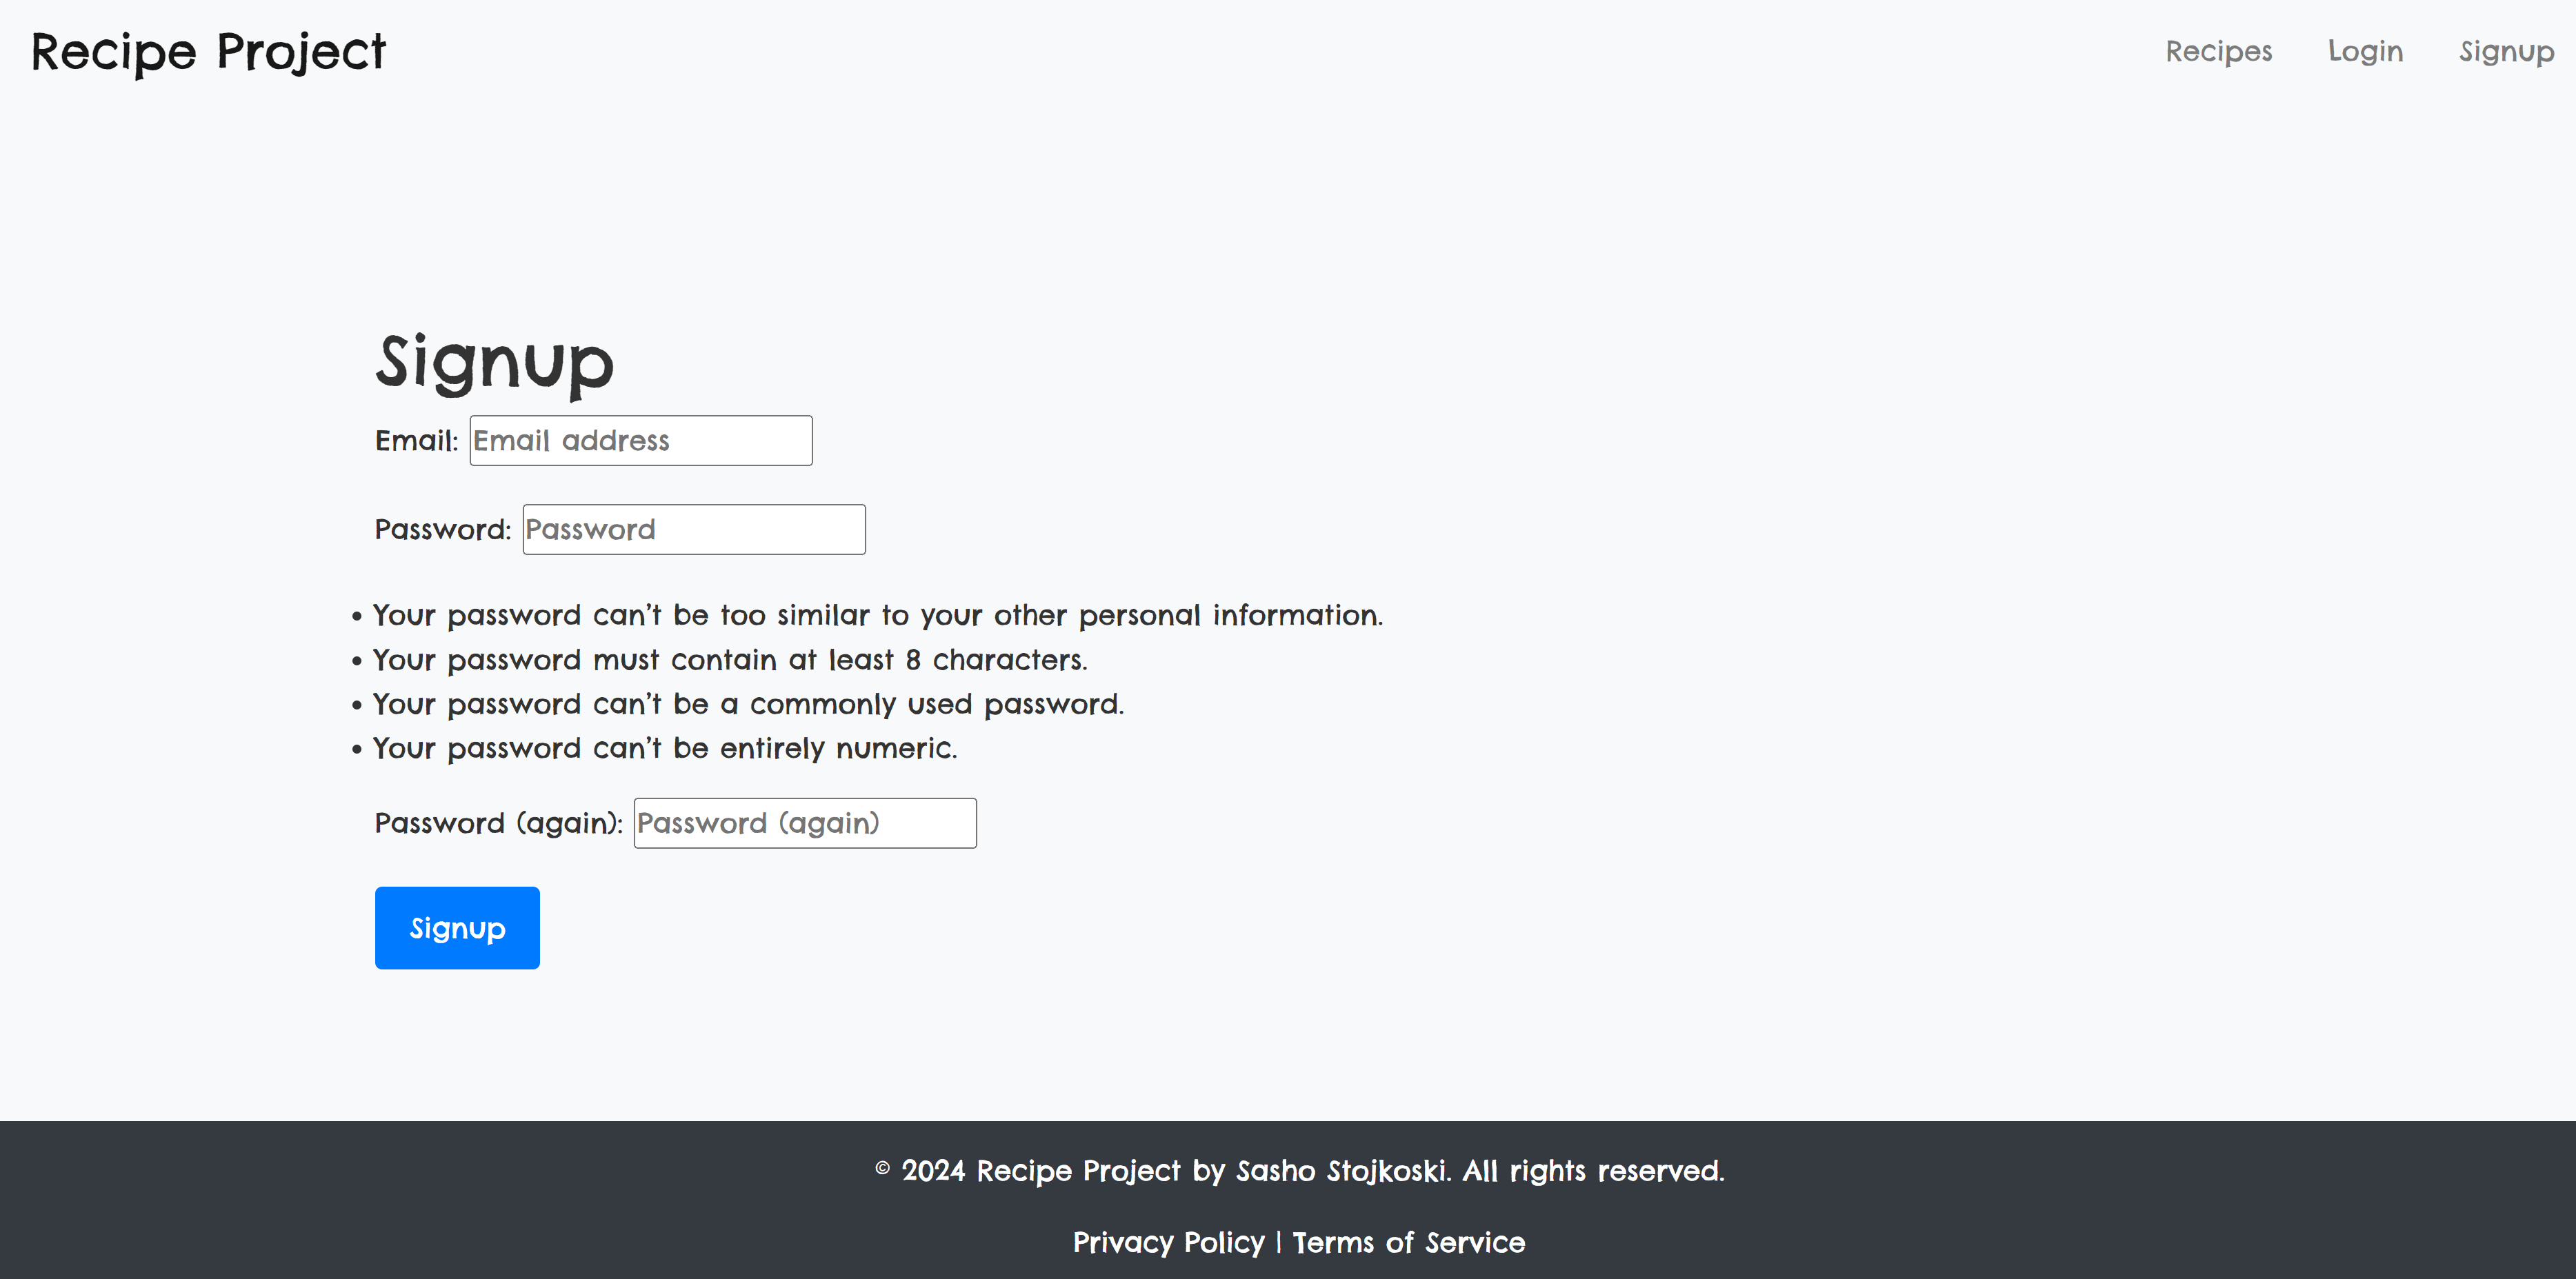 Recipe Project
Recipes Login Signup
Signup
Email: Email address
Password: Password
• Your password can’t be too similar to your other personal information.
• Your password must contain at least 8 characters.
• Your password can’t be a commonly used password.
• Your password can’t be entirely numeric.
Password (again): Password (again)
Signup
© 2024 Recipe Project by Sasho Stojkoski. All rights reserved.
Privacy Policy | Terms of Service